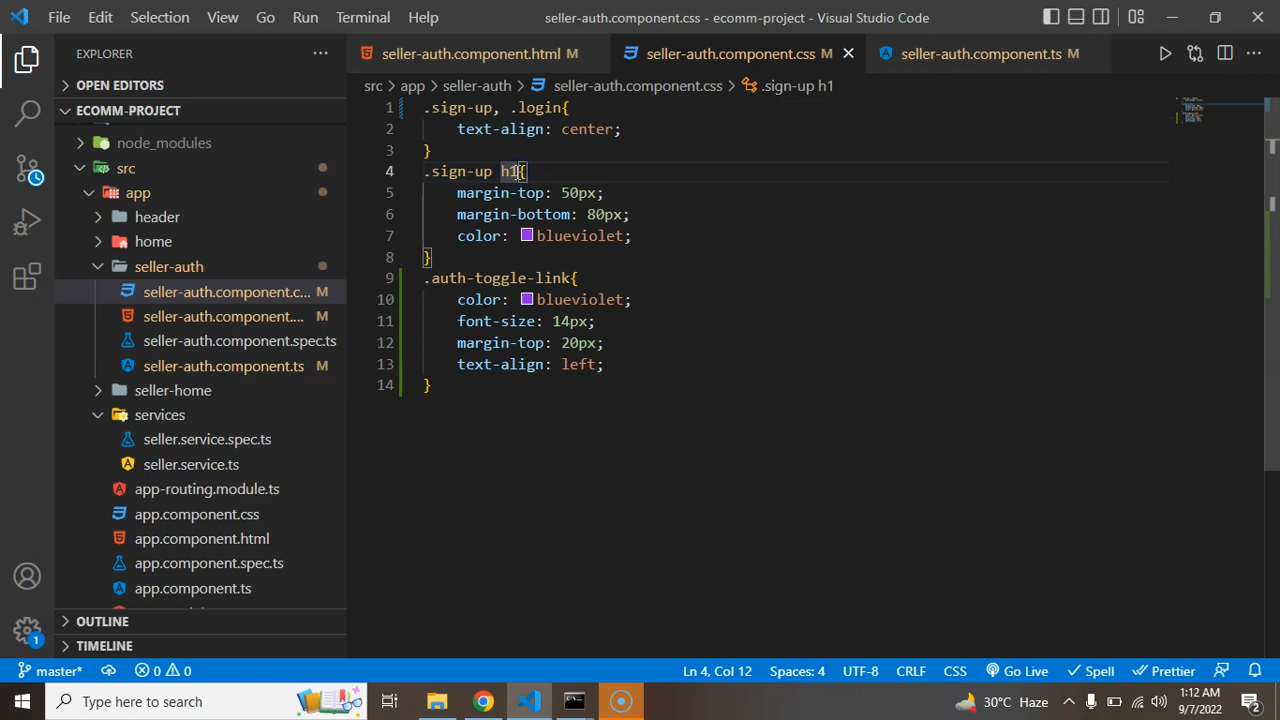 File Edit Selection View Go Run Terminal Help seller-auth.component.css - ecomm-project - Visual Studio Code
EXPLORER
OPEN EDITORS
ECOMM-PROJECT
node_modules
src
app
header
home
seller-auth
seller-auth.component.c... M
seller-auth.component.... M
seller-auth.component.spec.ts
seller-auth.component.ts M
seller-home
services
seller.service.spec.ts
seller.service.ts
app-routing.module.ts
app.component.css
app.component.html
app.component.spec.ts
app.component.ts
OUTLINE
TIMELINE
1
seller-auth.component.html M seller-auth.component.css M seller-auth.component.ts M
src > app > seller-auth > seller-auth.component.css > .sign-up h1
1 .sign-up, .login{
2 text-align: center;
3 }
4 .sign-up h1{
5 margin-top: 50px;
6 margin-bottom: 80px;
7 color: blueviolet;
8 }
9 .auth-toggle-link{
10 color: blueviolet;
11 font-size: 14px;
12 margin-top: 20px;
13 text-align: left;
14 }
master* 0 0 Ln 4, Col 12 Spaces: 4 UTF-8 CRLF CSS Go Live Spell Prettier
Type here to search 30°C Haze 1:12 AM
9/7/2022 2